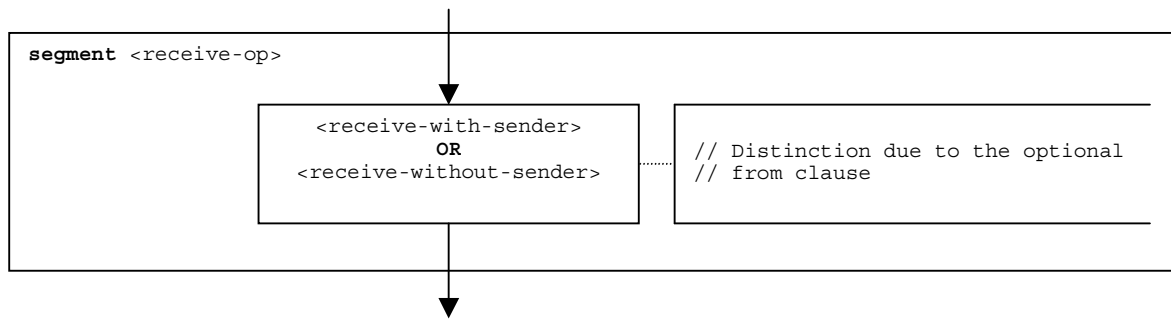 segment <receive-op>
<receive-with-sender>
OR
<receive-without-sender>
// Distinction due to the optional
// from clause